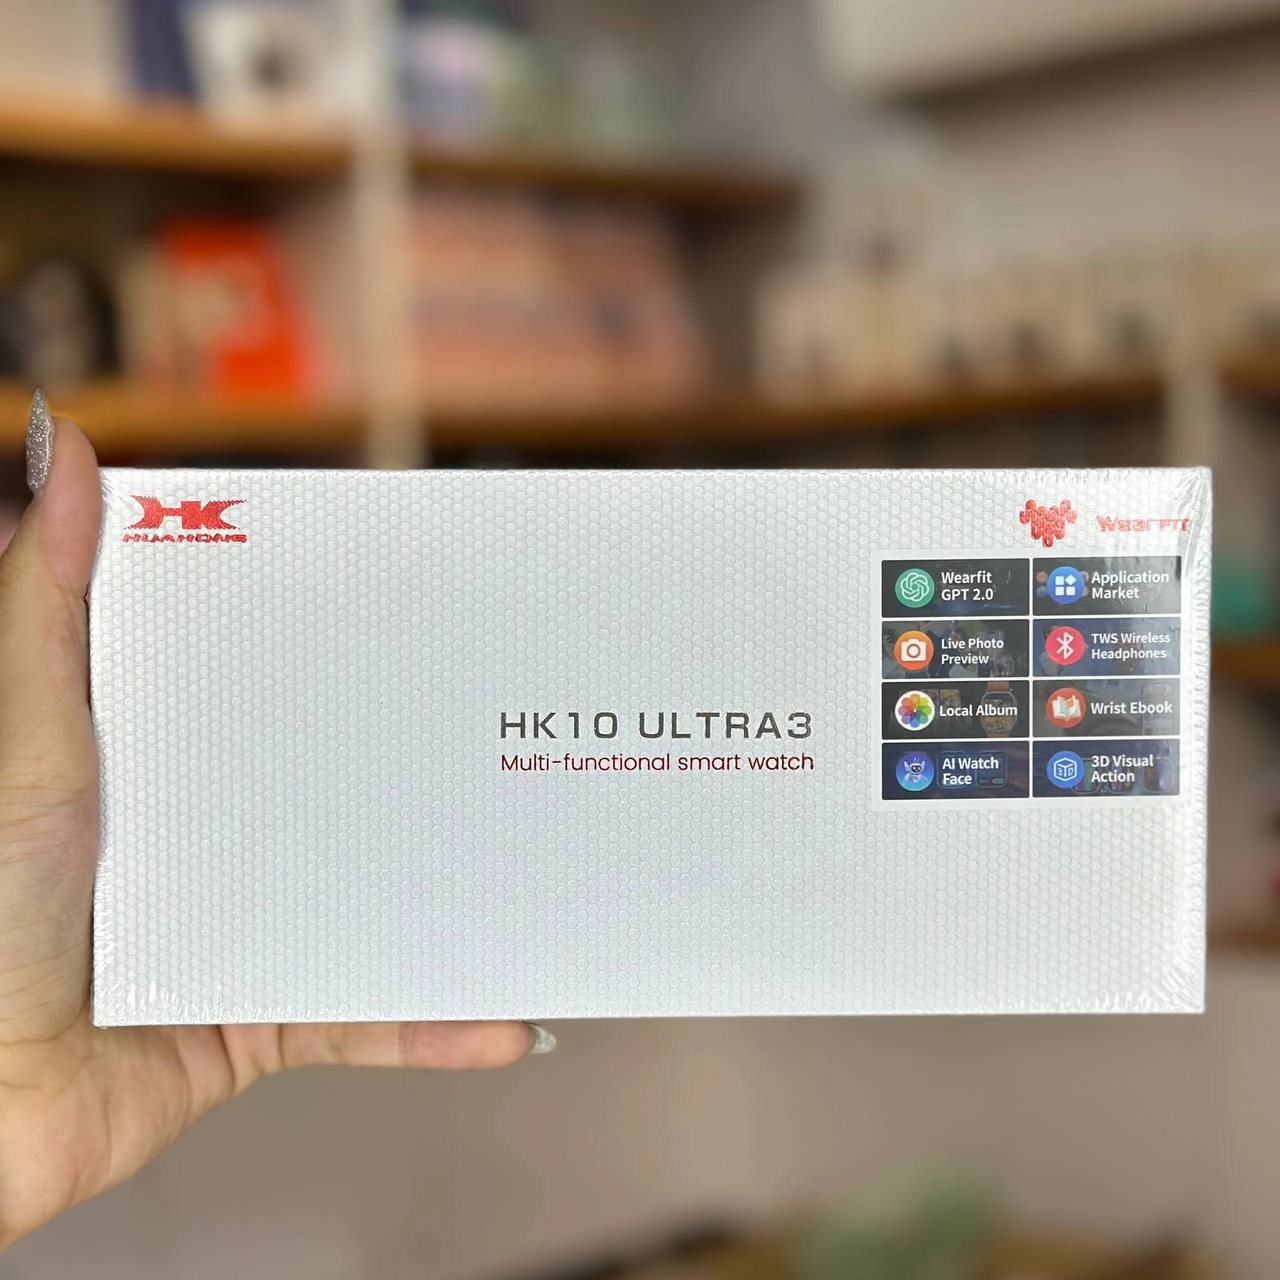 HK
HUAHONG
Wearfit
Wearfit
GPT 2.0
Application
Market
Live Photo
Preview
TWS Wireless
Headphones
Local Album
Wrist Ebook
AI Watch
Face
3D Visual
Action
HK10 ULTRA3
Multi-functional smart watch